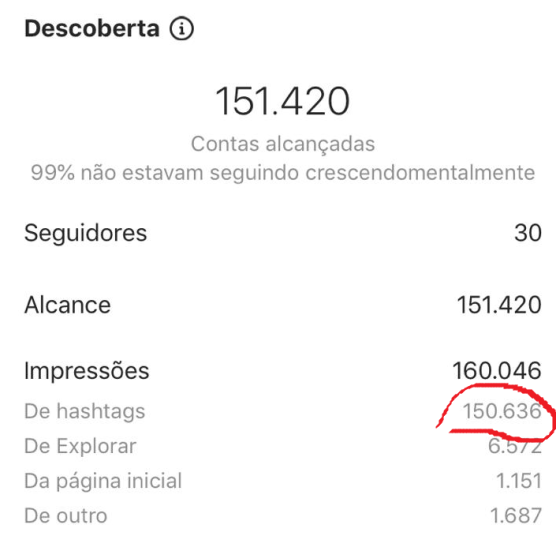 Descoberta
151.420
Contas alcançadas
99% não estavam seguindo crescendomentalmente
Seguidores 30
Alcance 151.420
Impressões 160.046
De hashtags 150.636
De Explorar 6.572
Da página inicial 1.151
De outro 1.687